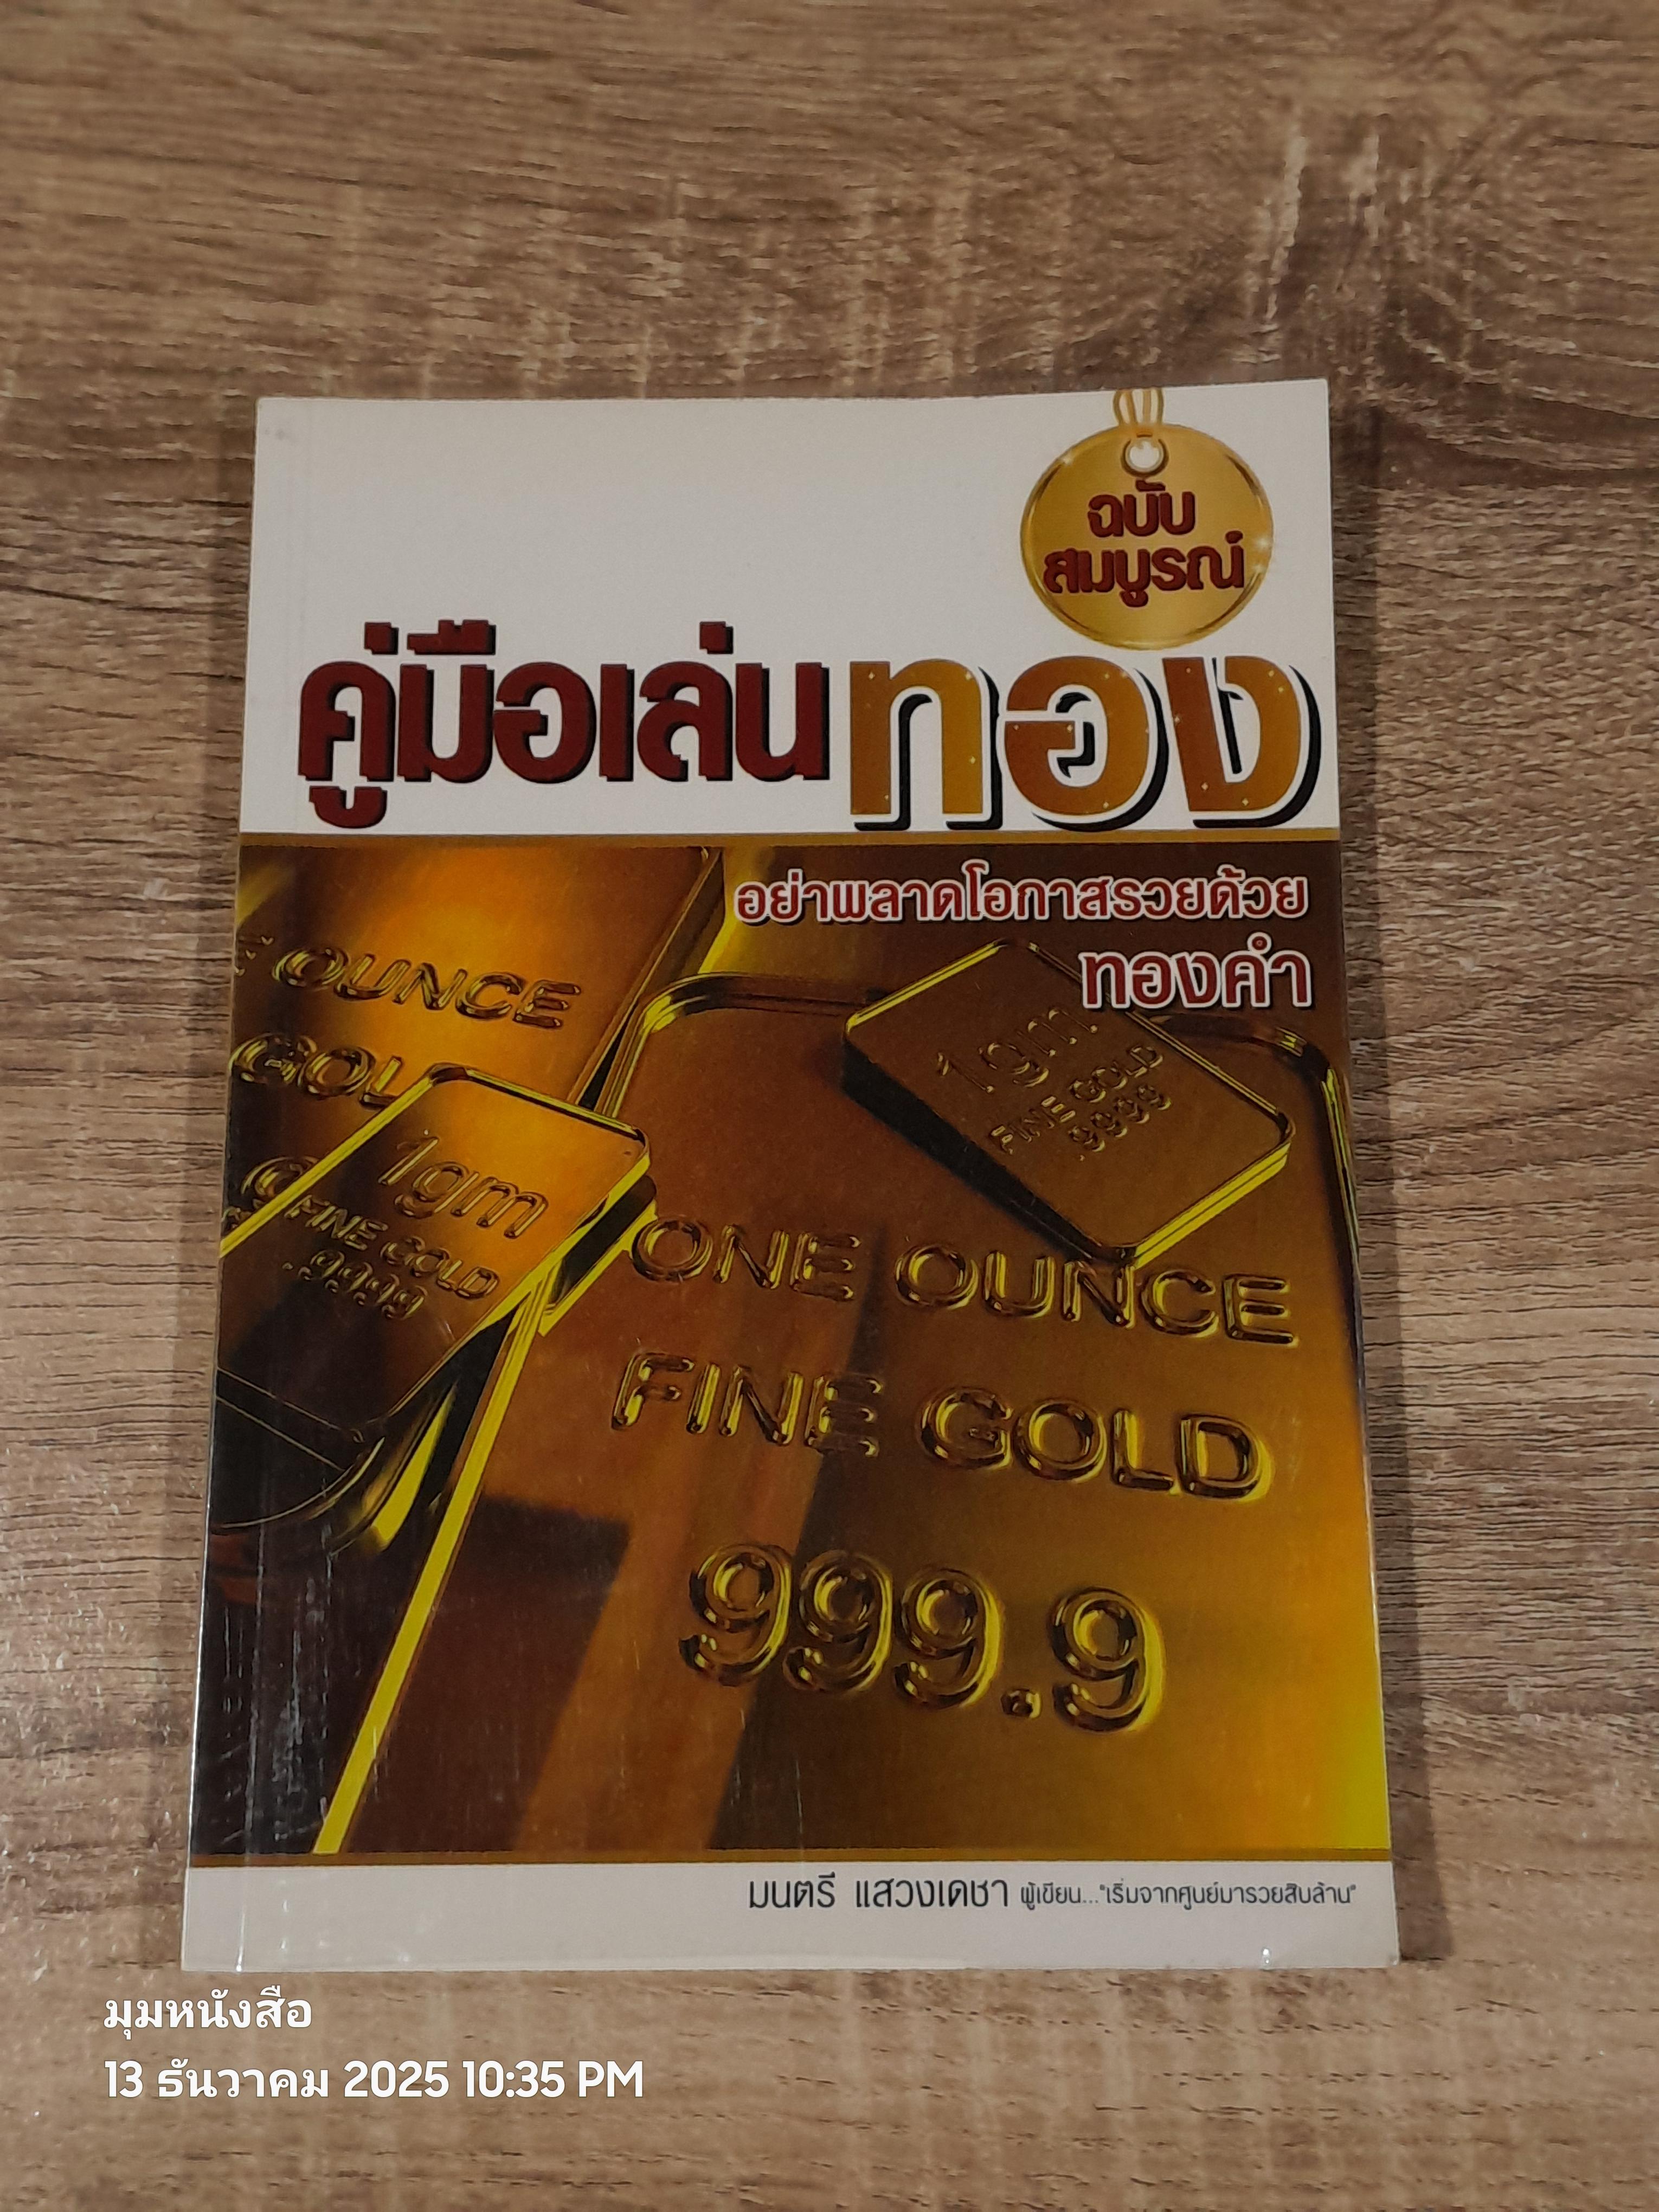 ฉบับ
สมบูรณ์
คู่มือเล่นทอง
อย่าพลาดโอกาสรวยด้วย
ทองคำ
OUNCE
1gm
FINE GOLD
9999
1gm
FINE GOLD
.9999
ONE OUNCE
FINE GOLD
999.9
มนตรี แสวงเดชา ผู้เขียน..."เริ่มจากศูนย์มารวยสิบล้าน"
มุมหนังสือ
13 ธันวาคม 2025 10:35 PM